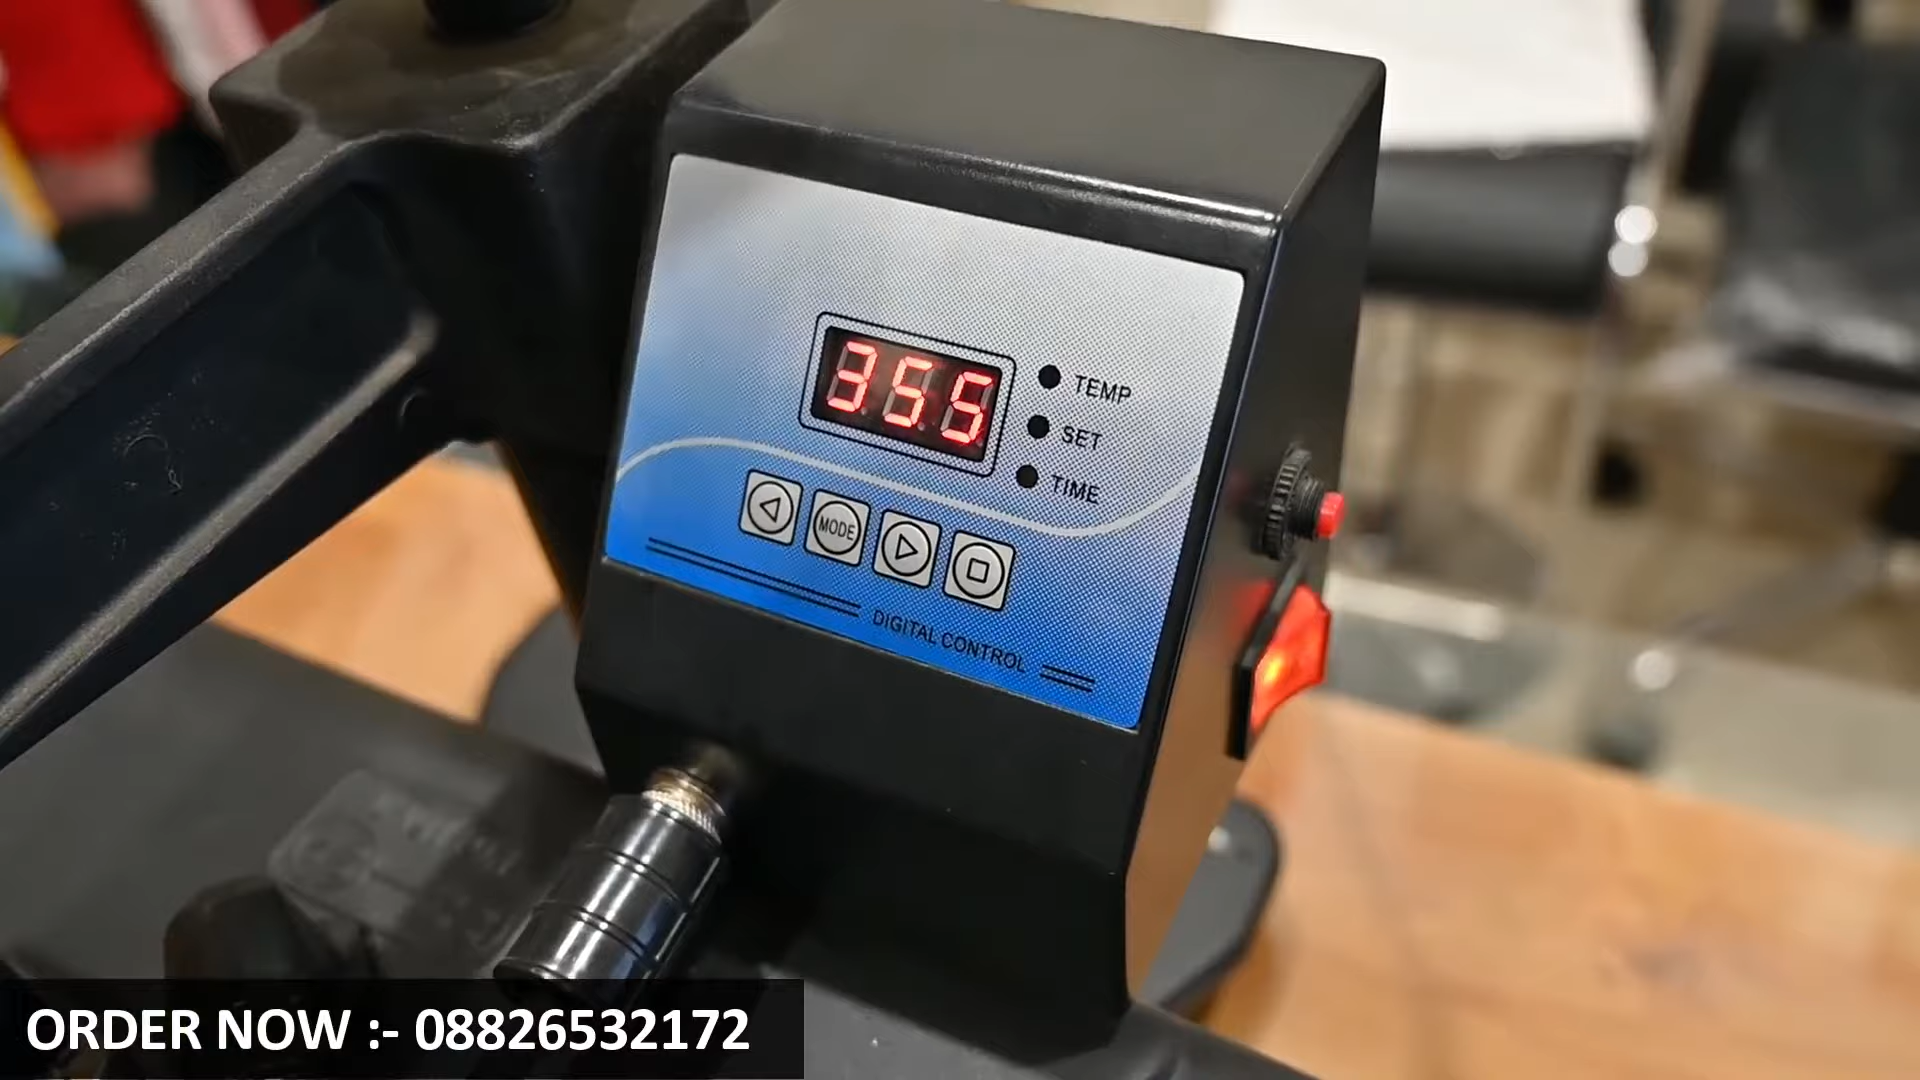 355
TEMP
SET
TIME
MODE
DIGITAL CONTROL
ORDER NOW :- 08826532172